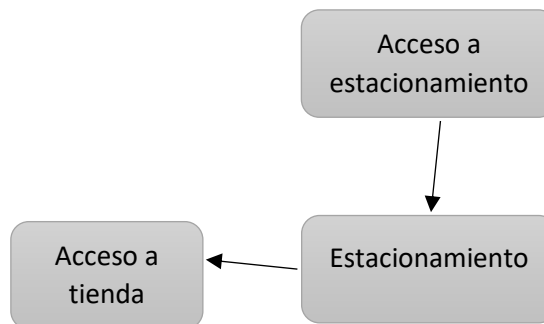 Acceso a
estacionamiento
Estacionamiento
Acceso a
tienda